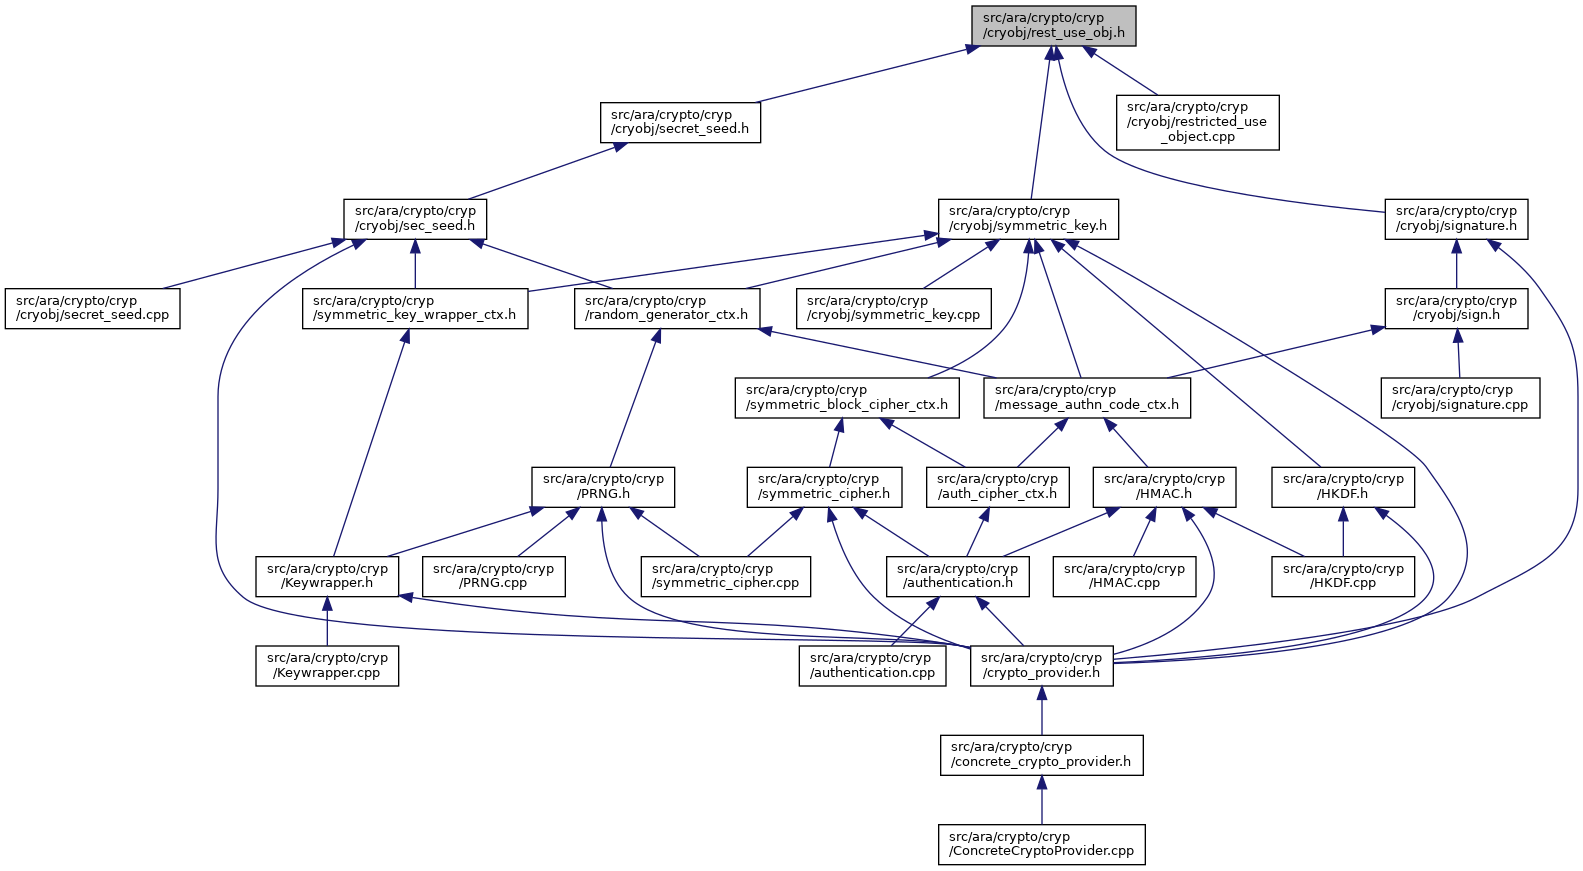 src/ara/crypto/cryp
/cryobj/rest_use_obj.h
src/ara/crypto/cryp
/cryobj/secret_seed.h
src/ara/crypto/cryp
/cryobj/restricted_use
_object.cpp
src/ara/crypto/cryp
/cryobj/sec_seed.h
src/ara/crypto/cryp
/cryobj/symmetric_key.h
src/ara/crypto/cryp
/cryobj/signature.h
src/ara/crypto/cryp
/cryobj/secret_seed.cpp
src/ara/crypto/cryp
/symmetric_key_wrapper_ctx.h
src/ara/crypto/cryp
/random_generator_ctx.h
src/ara/crypto/cryp
/cryobj/symmetric_key.cpp
src/ara/crypto/cryp
/cryobj/sign.h
src/ara/crypto/cryp
/symmetric_block_cipher_ctx.h
src/ara/crypto/cryp
/message_authn_code_ctx.h
src/ara/crypto/cryp
/cryobj/signature.cpp
src/ara/crypto/cryp
/PRNG.h
src/ara/crypto/cryp
/symmetric_cipher.h
src/ara/crypto/cryp
/auth_cipher_ctx.h
src/ara/crypto/cryp
/HMAC.h
src/ara/crypto/cryp
/HKDF.h
src/ara/crypto/cryp
/Keywrapper.h
src/ara/crypto/cryp
/PRNG.cpp
src/ara/crypto/cryp
/symmetric_cipher.cpp
src/ara/crypto/cryp
/authentication.h
src/ara/crypto/cryp
/HMAC.cpp
src/ara/crypto/cryp
/HKDF.cpp
src/ara/crypto/cryp
/Keywrapper.cpp
src/ara/crypto/cryp
/authentication.cpp
src/ara/crypto/cryp
/crypto_provider.h
src/ara/crypto/cryp
/concrete_crypto_provider.h
src/ara/crypto/cryp
/ConcreteCryptoProvider.cpp